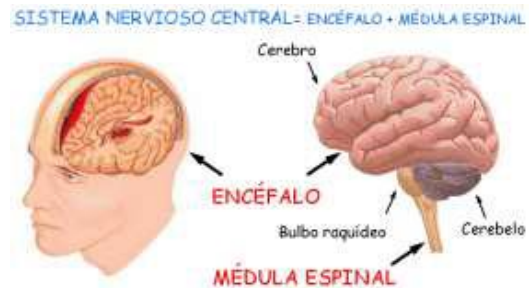 SISTEMA NERVIOSO CENTRAL= ENCÉFALO + MÉDULA ESPINAL
Cerebro
ENCÉFALO
Bulbo raquídeo
Cerebelo
MÉDULA ESPINAL